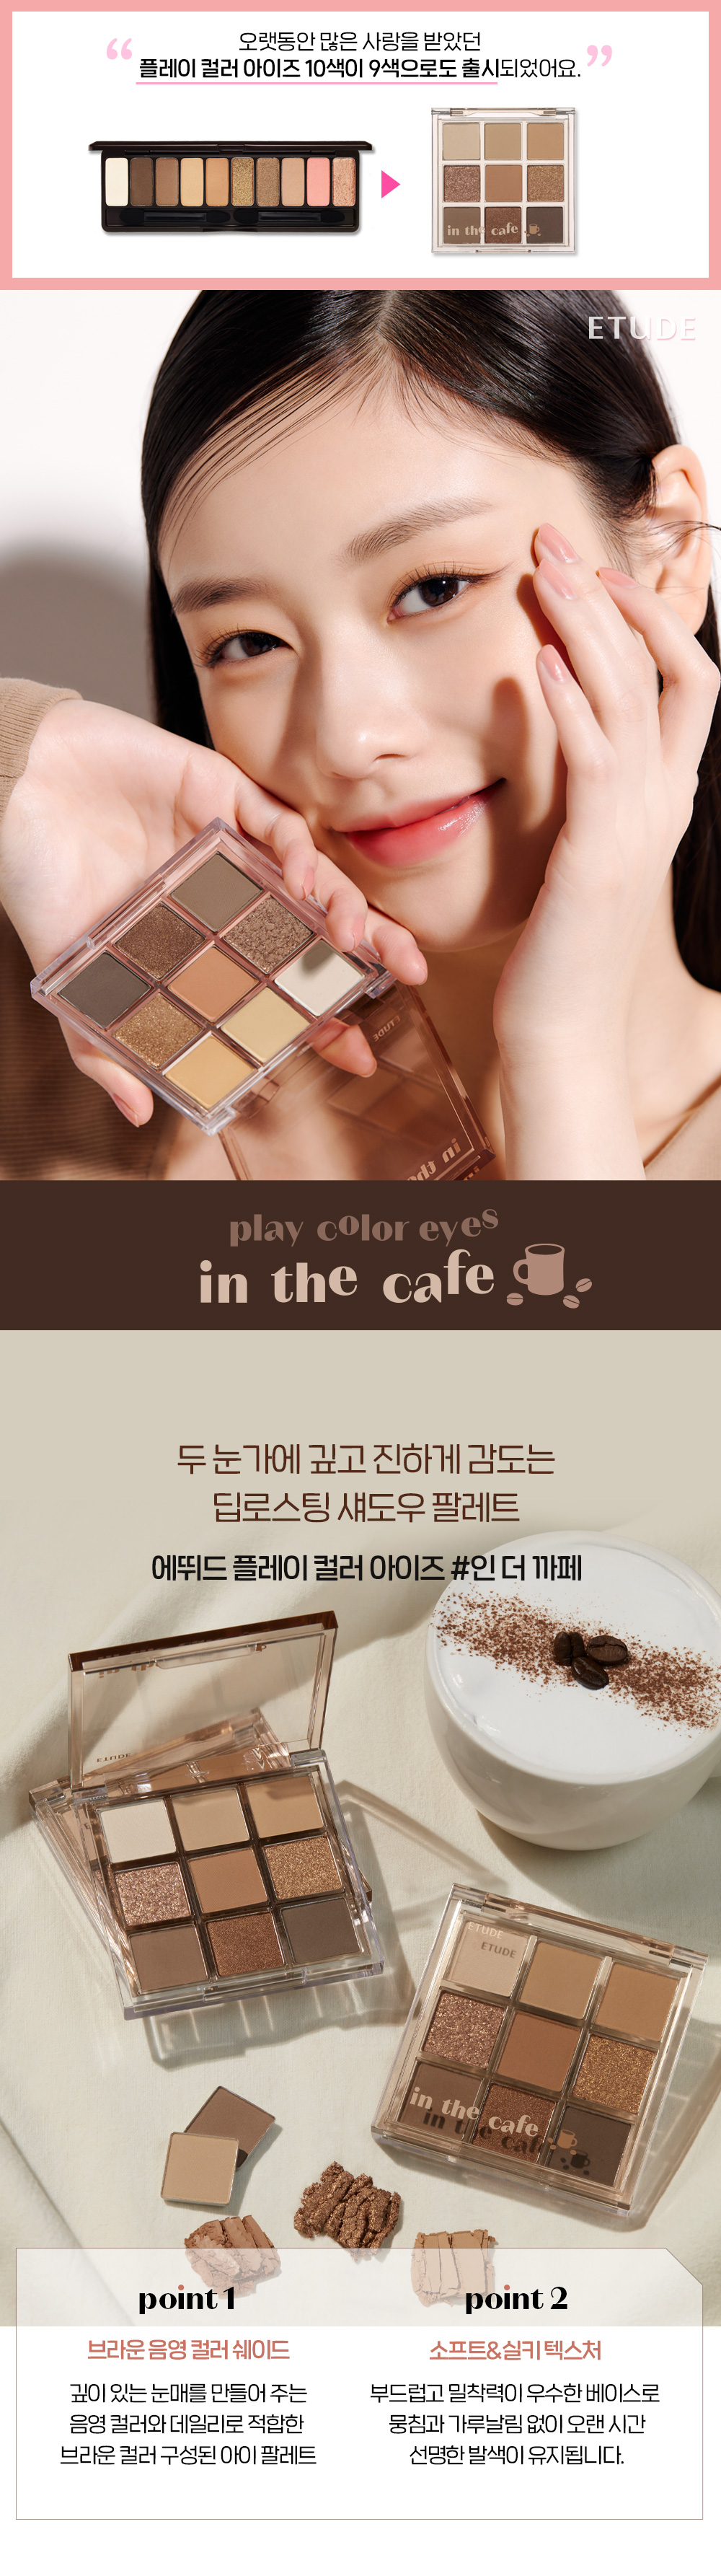 오랫동안 많은 사랑을 받았던
“플레이 컬러 아이즈 10색이 9색으로도 출시되었어요.”
in the cafe
ETUDE
ETUDE
in the
play color eyes
in the cafe
두 눈가에 깊고 진하게 감도는
딥로스팅 섀도우 팔레트
에뛰드 플레이 컬러 아이즈 #인 더 까페
ETUDE
ETUDE
ETUDE
in the cafe
in the cafe
point 1
브라운 음영 컬러 쉐이드
깊이 있는 눈매를 만들어 주는
음영 컬러와 데일리로 적합한
브라운 컬러 구성된 아이 팔레트
point 2
소프트&실키 텍스처
부드럽고 밀착력이 우수한 베이스로
뭉침과 가루날림 없이 오랜 시간
선명한 발색이 유지됩니다.